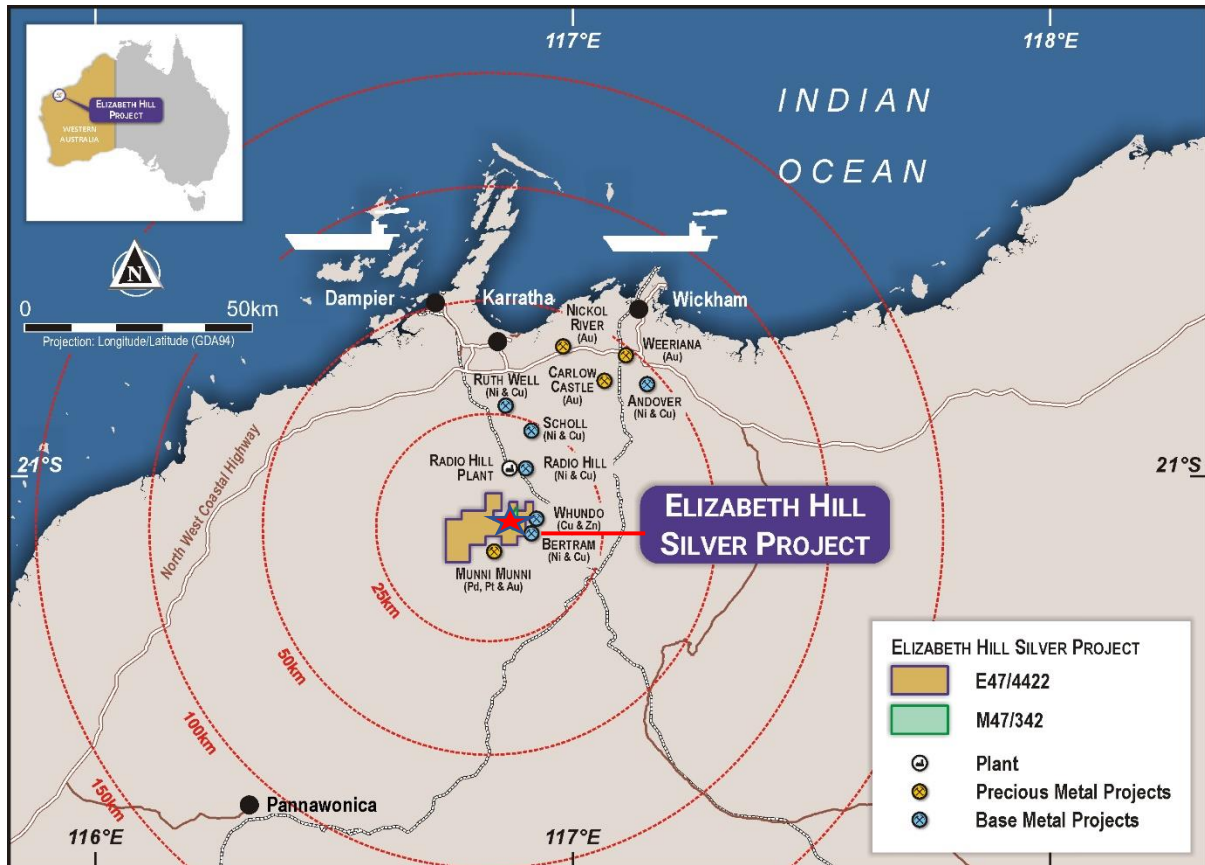 117°E
118°E
ELIZABETH HILL
PROJECT
WESTERN
AUSTRALIA
INDIAN
OCEAN
N
0
50km
Projection: Longitude/Latitude (GDA94)
Dampier
Karratha
Wickham
NICKOL
RIVER
(Au)
WEERIANA
(Au)
RUTH WELL
(Ni & Cu)
CARLOW
CASTLE
(Au)
ANDOVER
(Ni & Cu)
SCHOLL
(Ni & Cu)
North West Coastal Highway
21°S
21°S
RADIO HILL
PLANT
RADIO HILL
(Ni & Cu)
WHUNDO
(Cu & Zn)
BERTRAM
(Ni & Cu)
ELIZABETH HILL
SILVER PROJECT
MUNNI MUNNI
(Pd, Pt & Au)
25km
50km
100km
150km
Pannawonica
116°E
117°E
ELIZABETH HILL SILVER PROJECT
E47/4422
M47/342
Plant
Precious Metal Projects
Base Metal Projects
118°E